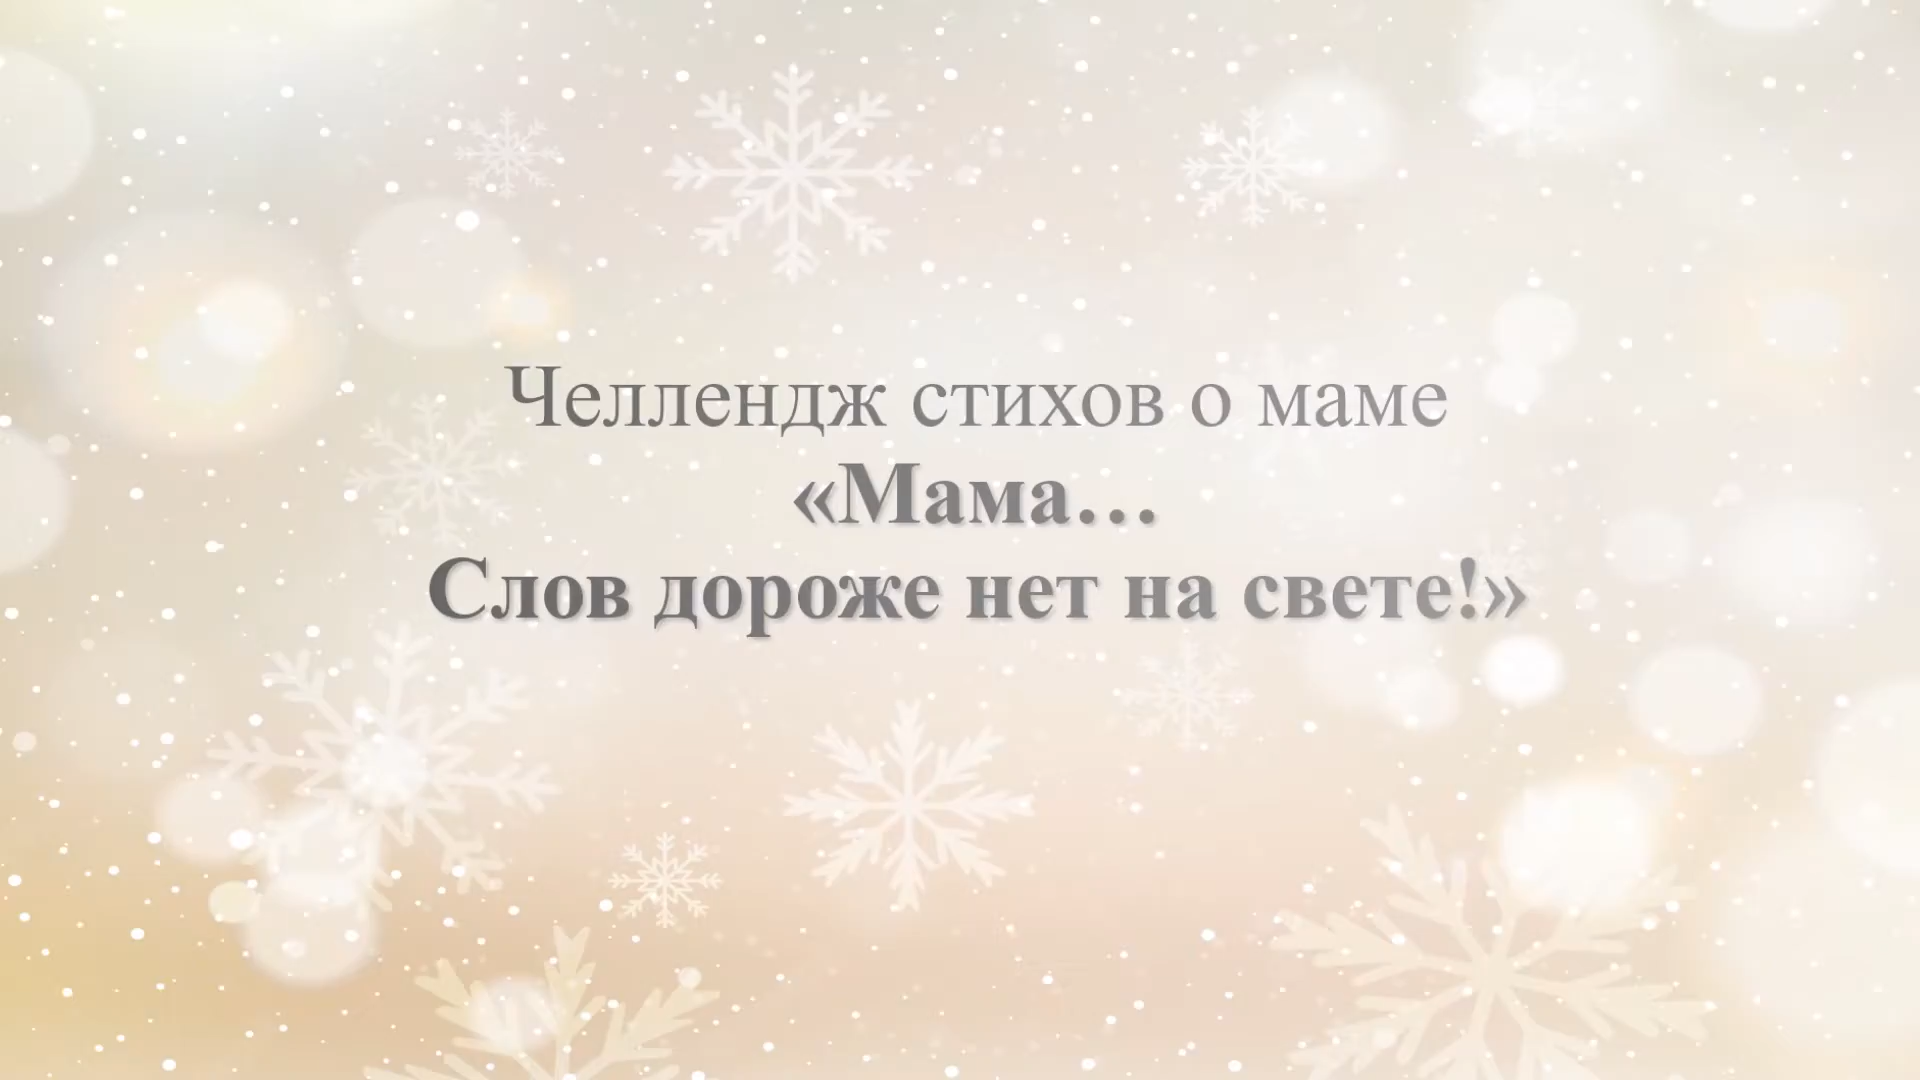 Челлендж стихов о маме
«Мама…
Слов дороже нет на свете!»